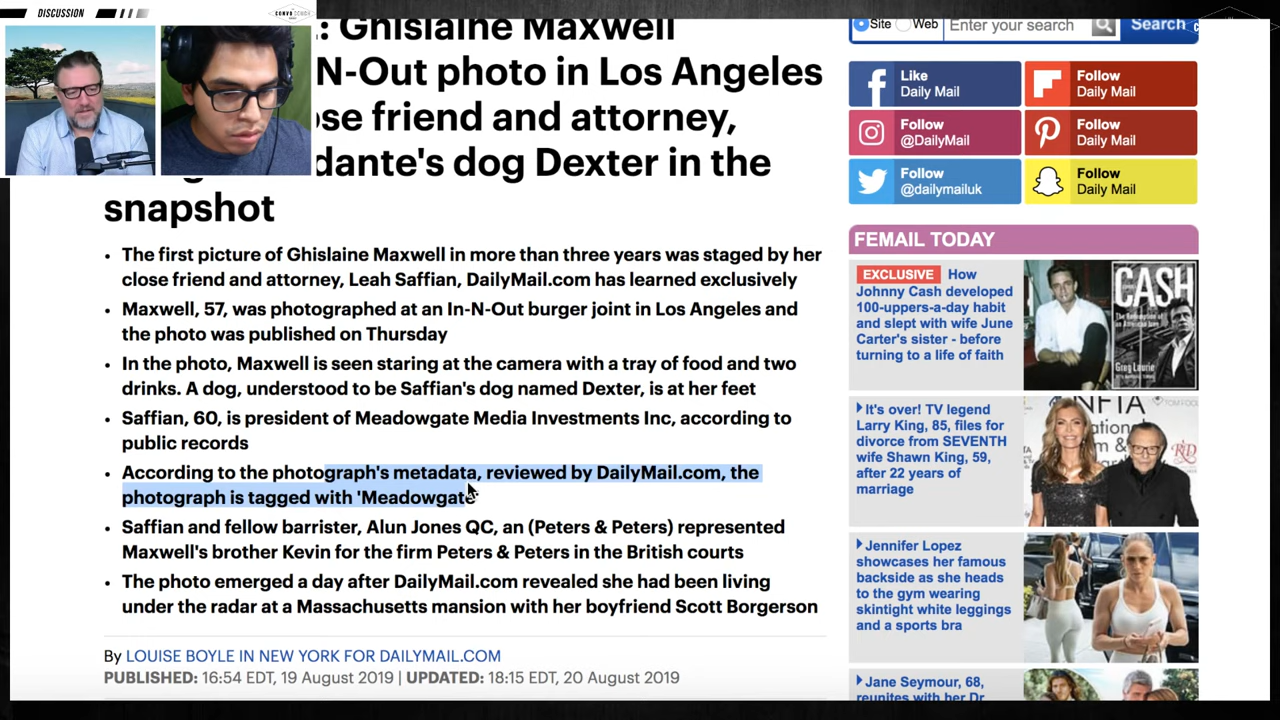 DISCUSSION
: Ghislaine Maxwell
N-Out photo in Los Angeles
ose friend and attorney,
dante's dog Dexter in the
snapshot
• The first picture of Ghislaine Maxwell in more than three years was staged by her
close friend and attorney, Leah Saffian, DailyMail.com has learned exclusively
• Maxwell, 57, was photographed at an In-N-Out burger joint in Los Angeles and
the photo was published on Thursday
• In the photo, Maxwell is seen staring at the camera with a tray of food and two
drinks. A dog, understood to be Saffian's dog named Dexter, is at her feet
• Saffian, 60, is president of Meadowgate Media Investments Inc, according to
public records
• According to the photograph's metadata, reviewed by DailyMail.com, the
photograph is tagged with 'Meadowgate'
• Saffian and fellow barrister, Alun Jones QC, an (Peters & Peters) represented
Maxwell's brother Kevin for the firm Peters & Peters in the British courts
• The photo emerged a day after DailyMail.com revealed she had been living
under the radar at a Massachusetts mansion with her boyfriend Scott Borgerson
By LOUISE BOYLE IN NEW YORK FOR DAILYMAIL.COM
PUBLISHED: 16:54 EDT, 19 August 2019 | UPDATED: 18:15 EDT, 20 August 2019
Site Web Enter your search Search
Like
Daily Mail
Follow
Daily Mail
Follow
@DailyMail
Follow
Daily Mail
Follow
@dailymailuk
Follow
Daily Mail
FEMAIL TODAY
EXCLUSIVE How
Johnny Cash developed
100-uppers-a-day habit
and slept with wife June
Carter's sister - before
turning to a life of faith
CASH
Greg Laurie
It's over! TV legend
Larry King, 85, files for
divorce from SEVENTH
wife Shawn King, 59,
after 22 years of
marriage
Jennifer Lopez
showcases her famous
backside as she heads
to the gym wearing
skintight white leggings
and a sports bra
Jane Seymour, 68,
reunites with her Dr